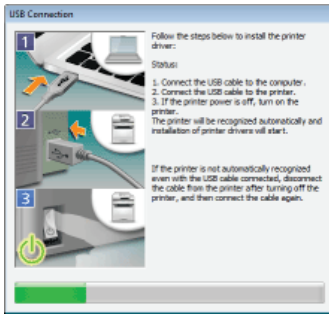 USB Connection
1
2
3
Follow the steps below to install the printer
driver:
Status:
1. Connect the USB cable to the computer.
2. Connect the USB cable to the printer.
3. If the printer power is off, turn on the
printer.
The printer will be recognized automatically and
installation of printer drivers will start.
If the printer is not automatically recognized
even with the USB cable connected, disconnect
the cable from the printer after turning off the
printer, and then connect the cable again.